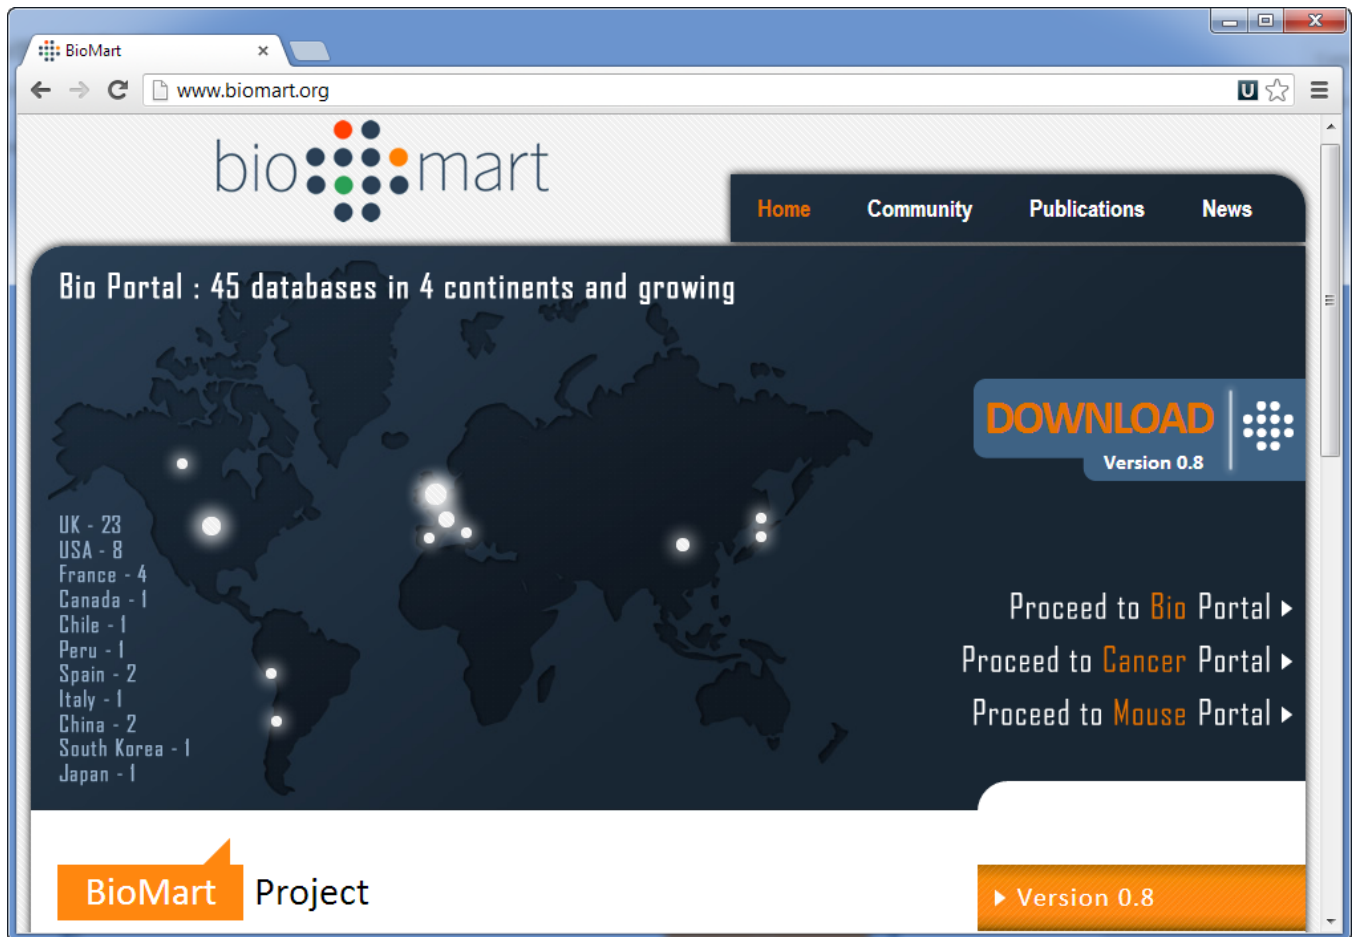 BioMart
www.biomart.org
bio mart
Home Community Publications News
Bio Portal : 45 databases in 4 continents and growing
DOWNLOAD
Version 0.8
UK - 23
USA - 8
France - 4
Canada - 1
Chile - 1
Peru - 1
Spain - 2
Italy - 1
China - 2
South Korea - 1
Japan - 1
Proceed to Bio Portal
Proceed to Cancer Portal
Proceed to Mouse Portal
BioMart Project
Version 0.8